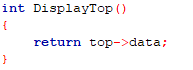 int DisplayTop()
{
    return top->data;
}